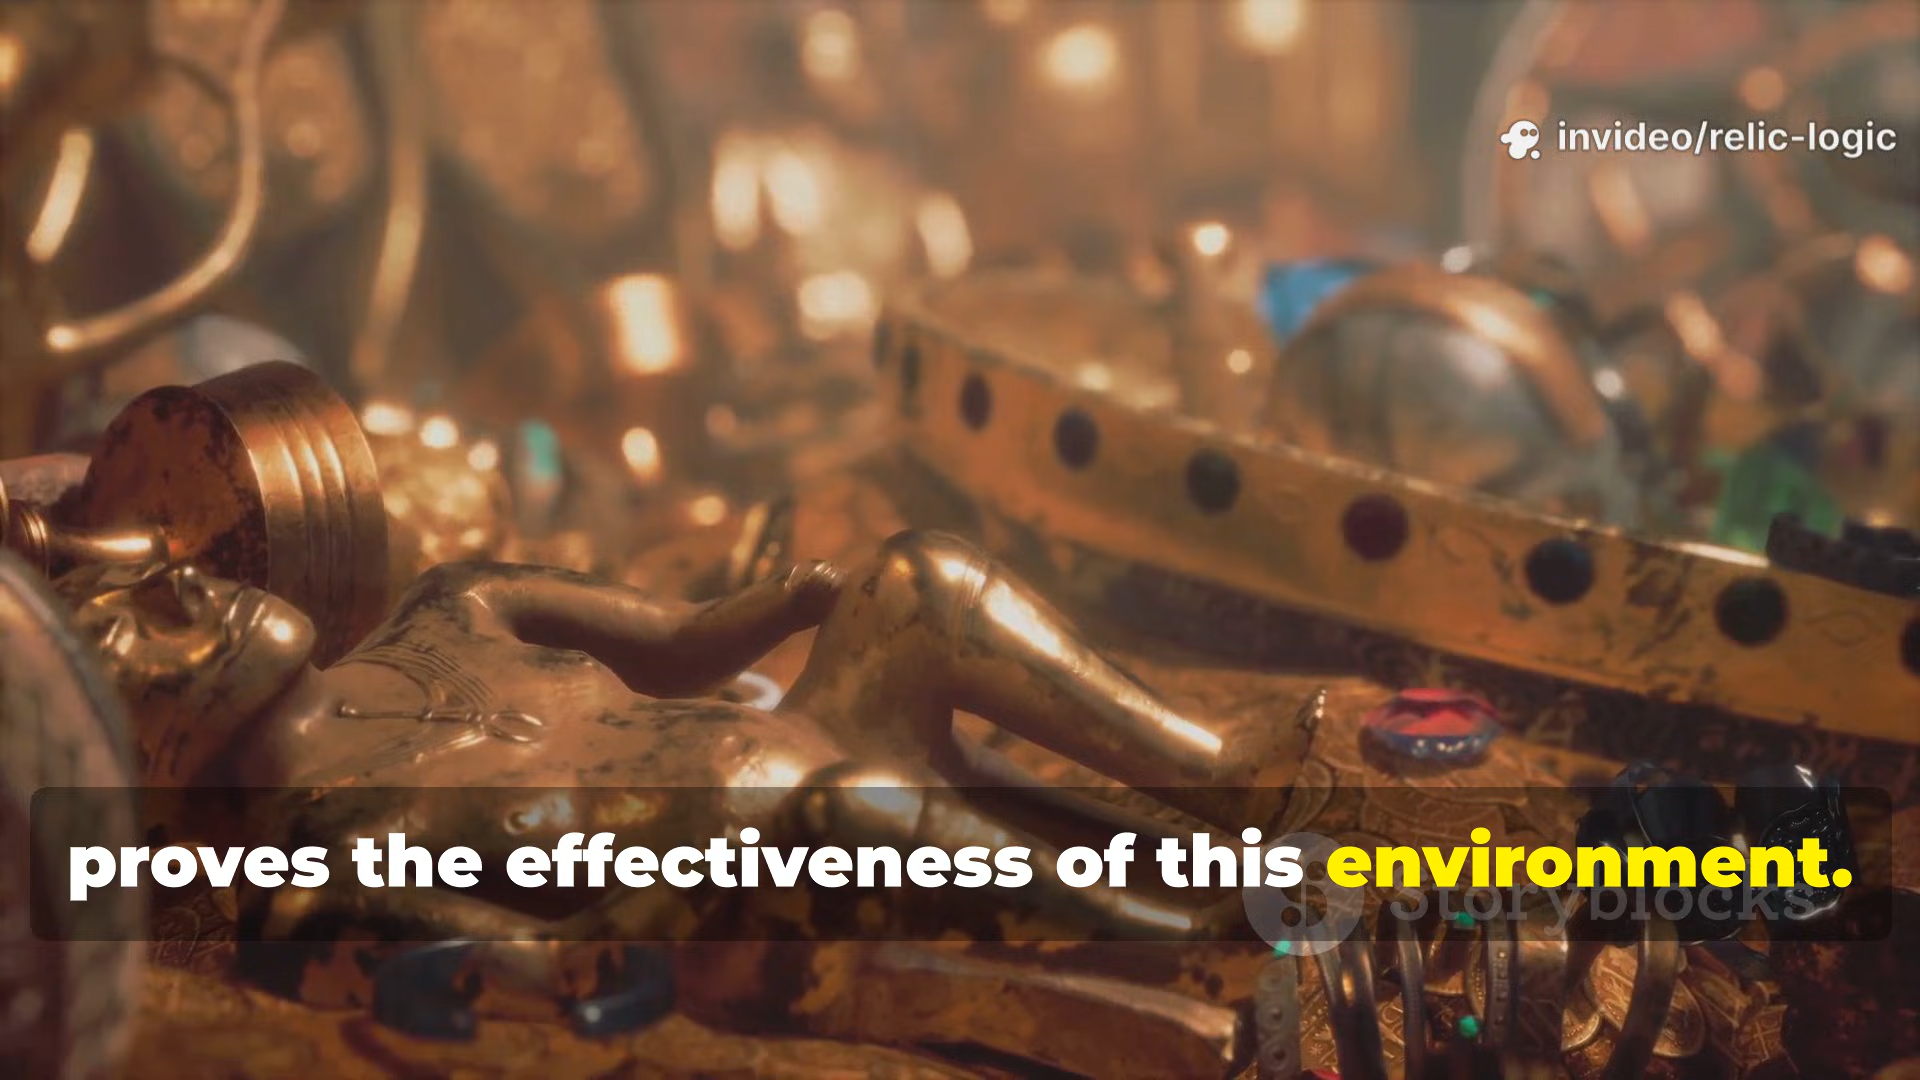 invideo/relic-logic
proves the effectiveness of this environment.
Storyblocks